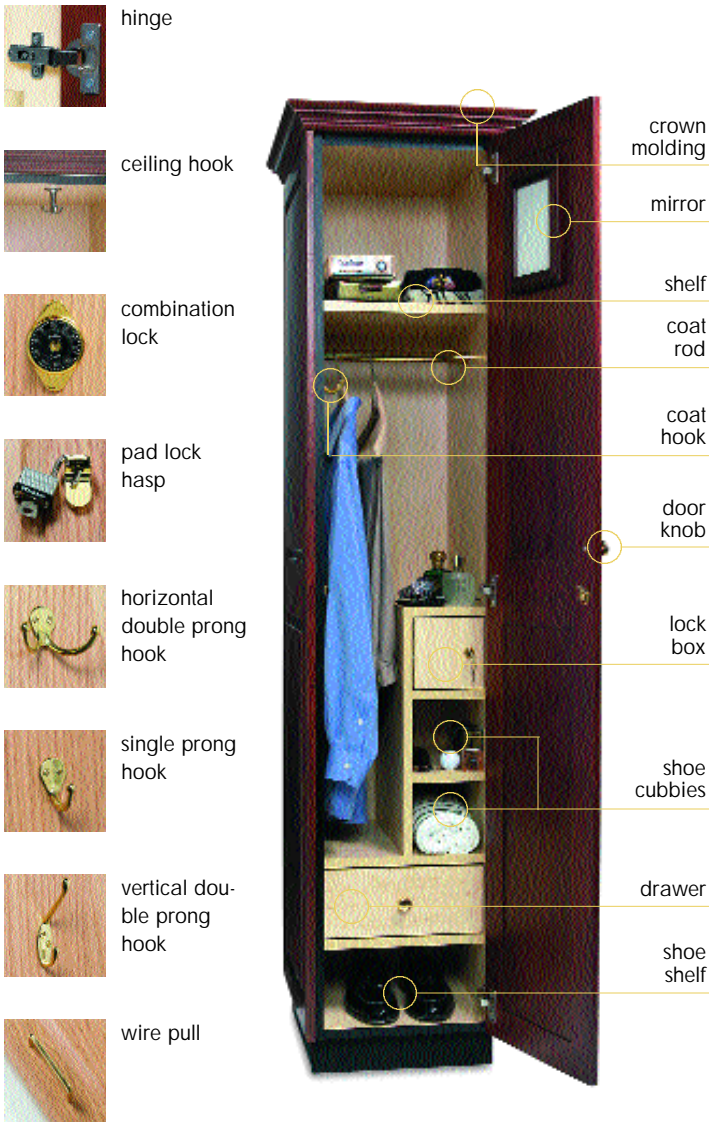 hinge
ceiling hook
combination
lock
pad lock
hasp
horizontal
double prong
hook
single prong
hook
vertical dou-
ble prong
hook
wire pull
crown
molding
mirror
shelf
coat
rod
coat
hook
door
knob
lock
box
shoe
cubbies
drawer
shoe
shelf